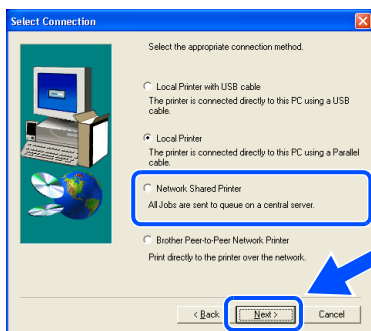 Select Connection
Select the appropriate connection method.
Local Printer with USB cable
The printer is connected directly to this PC using a USB
cable.
Local Printer
The printer is connected directly to this PC using a Parallel
cable.
Network Shared Printer
All Jobs are sent to queue on a central server.
Brother Peer-to-Peer Network Printer
Print directly to the printer over the network.
< Back Next > Cancel